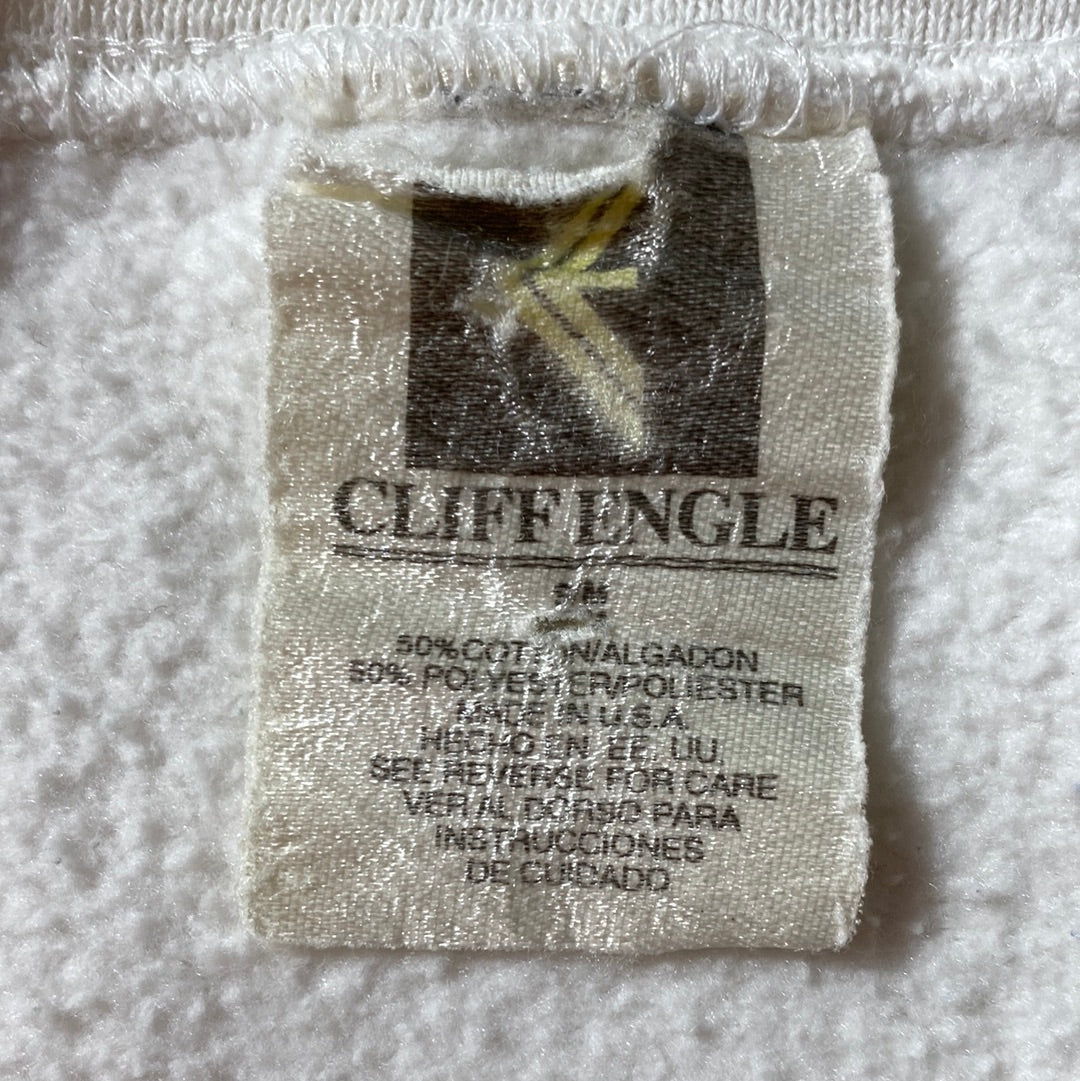 CLIFF ENGLE
50% COTTON/ALGADON
50% POLYESTER/POLIESTER
MADE IN U.S.A.
HECHO EN EE. UU.
SEE REVERSE FOR CARE
VER AL DORSO PARA
INSTRUCCIONES
DE CUIDADO